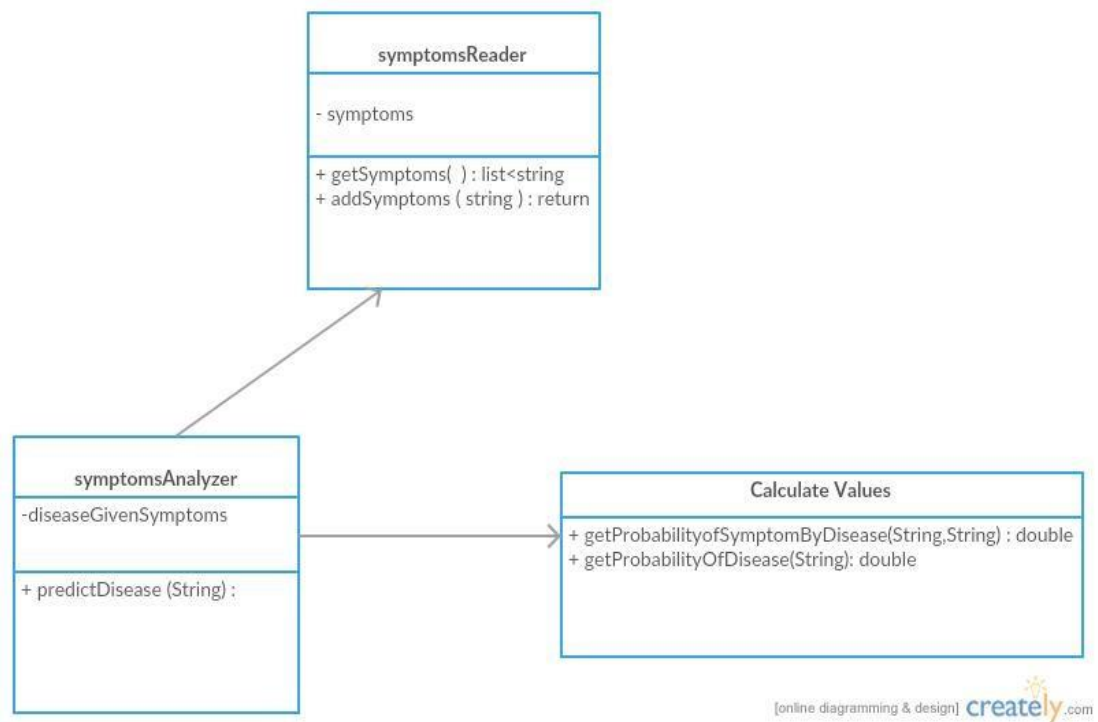 symptomsReader
- symptoms
+ getSymptoms( ) : list<string
+ addSymptoms ( string ) : return
symptomsAnalyzer
-diseaseGivenSymptoms
+ predictDisease (String) :
Calculate Values
+ getProbabilityofSymptomByDisease(String,String) : double
+ getProbabilityOfDisease(String): double
[online diagramming & design] creately.com